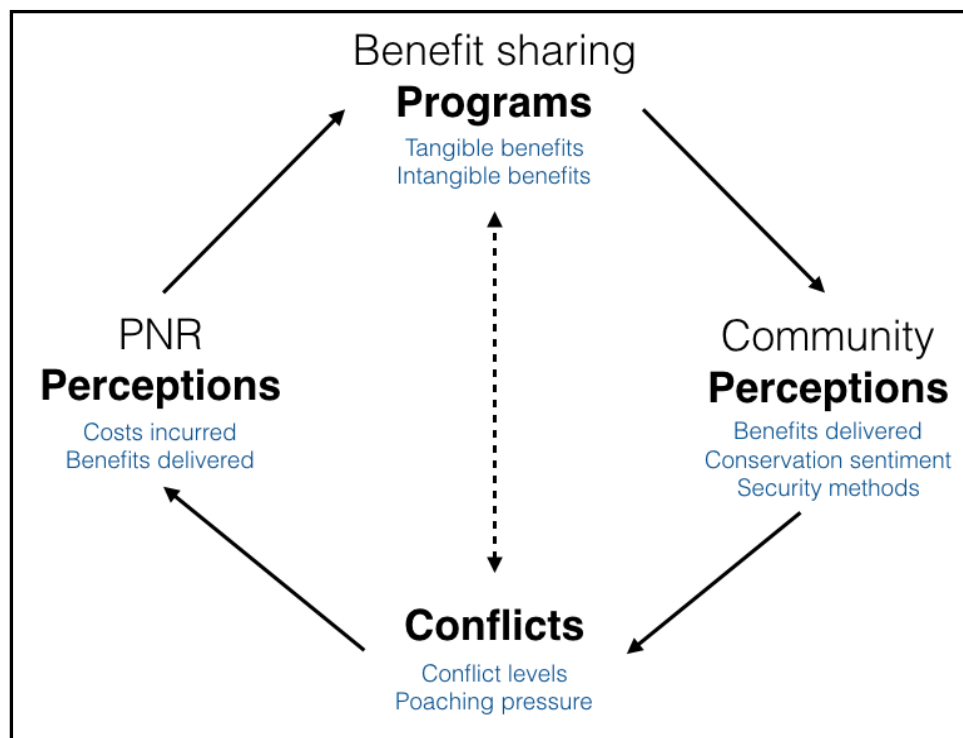 Benefit sharing
Programs
Tangible benefits
Intangible benefits
PNR
Perceptions
Costs incurred
Benefits delivered
Community
Perceptions
Benefits delivered
Conservation sentiment
Security methods
Conflicts
Conflict levels
Poaching pressure